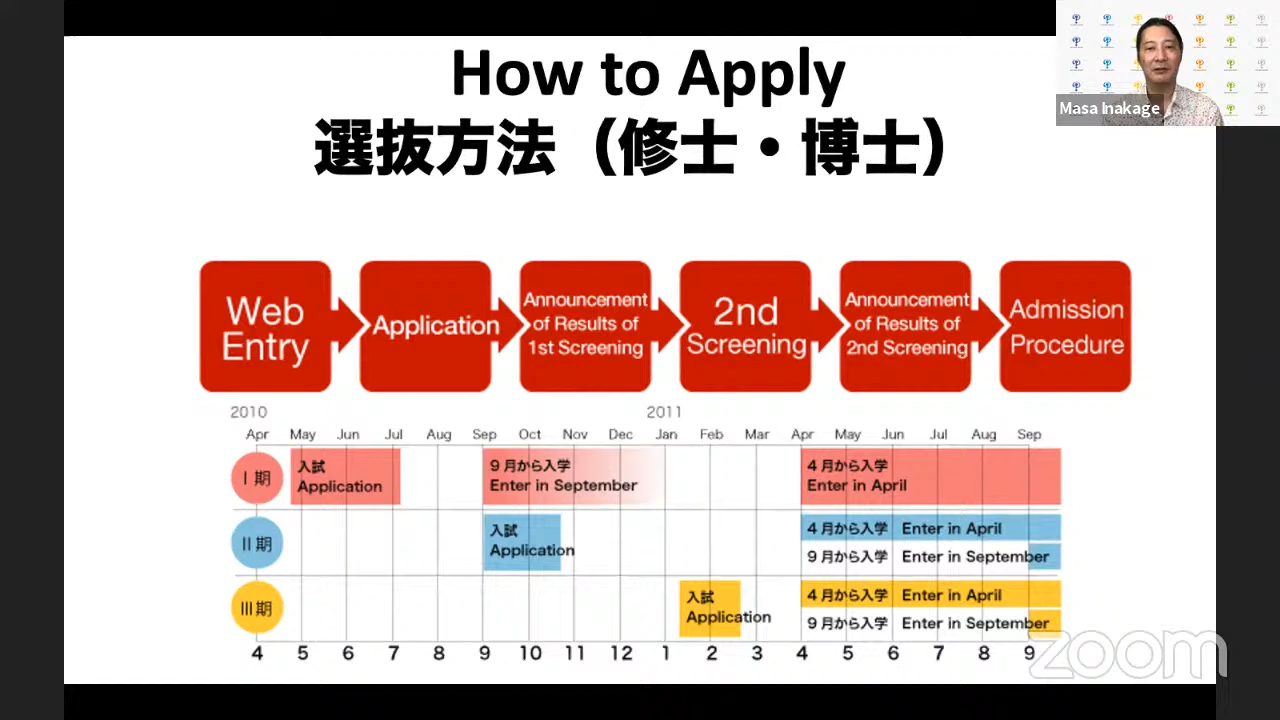 How to Apply
選抜方法（修士・博士）
Masa Inakage
Web
Entry
Application
Announcement
of Results of
1st Screening
2nd
Screening
Announcement
of Results of
2nd Screening
Admission
Procedure
2010 2011
Apr May Jun Jul Aug Sep Oct Nov Dec Jan Feb Mar Apr May Jun Jul Aug Sep
I 期
入試
Application
9月から入学
Enter in September
4月から入学
Enter in April
II 期
入試
Application
4月から入学 Enter in April
9月から入学 Enter in September
III 期
入試
Application
4月から入学 Enter in April
9月から入学 Enter in September
4 5 6 7 8 9 10 11 12 1 2 3 4 5 6 7 8 9
zoom